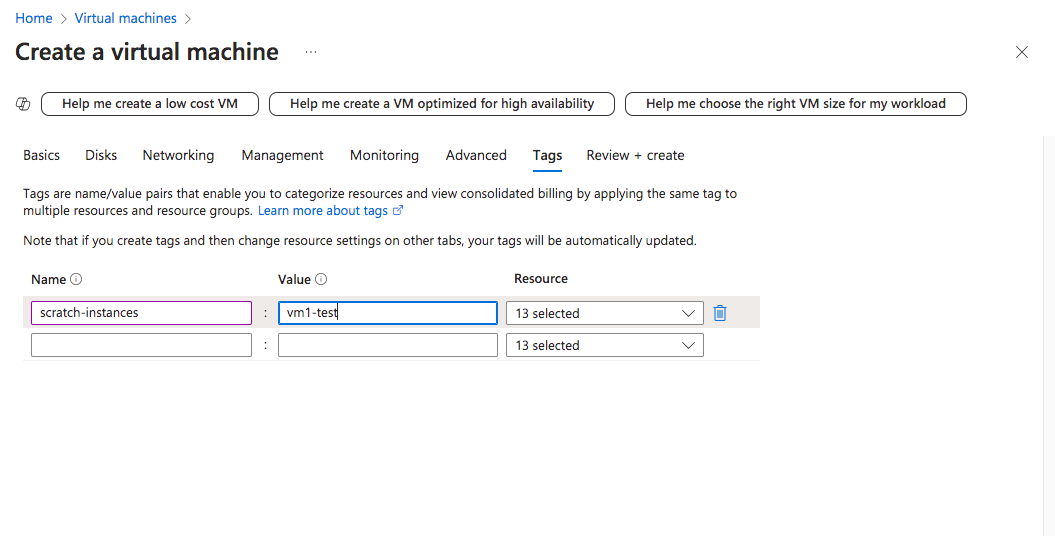 Home > Virtual machines >
Create a virtual machine ...
Help me create a low cost VM Help me create a VM optimized for high availability Help me choose the right VM size for my workload
Basics Disks Networking Management Monitoring Advanced Tags Review + create
Tags are name/value pairs that enable you to categorize resources and view consolidated billing by applying the same tag to
multiple resources and resource groups. Learn more about tags
Note that if you create tags and then change resource settings on other tabs, your tags will be automatically updated.
Name Value Resource
scratch-instances : vm1-test 13 selected
: 13 selected